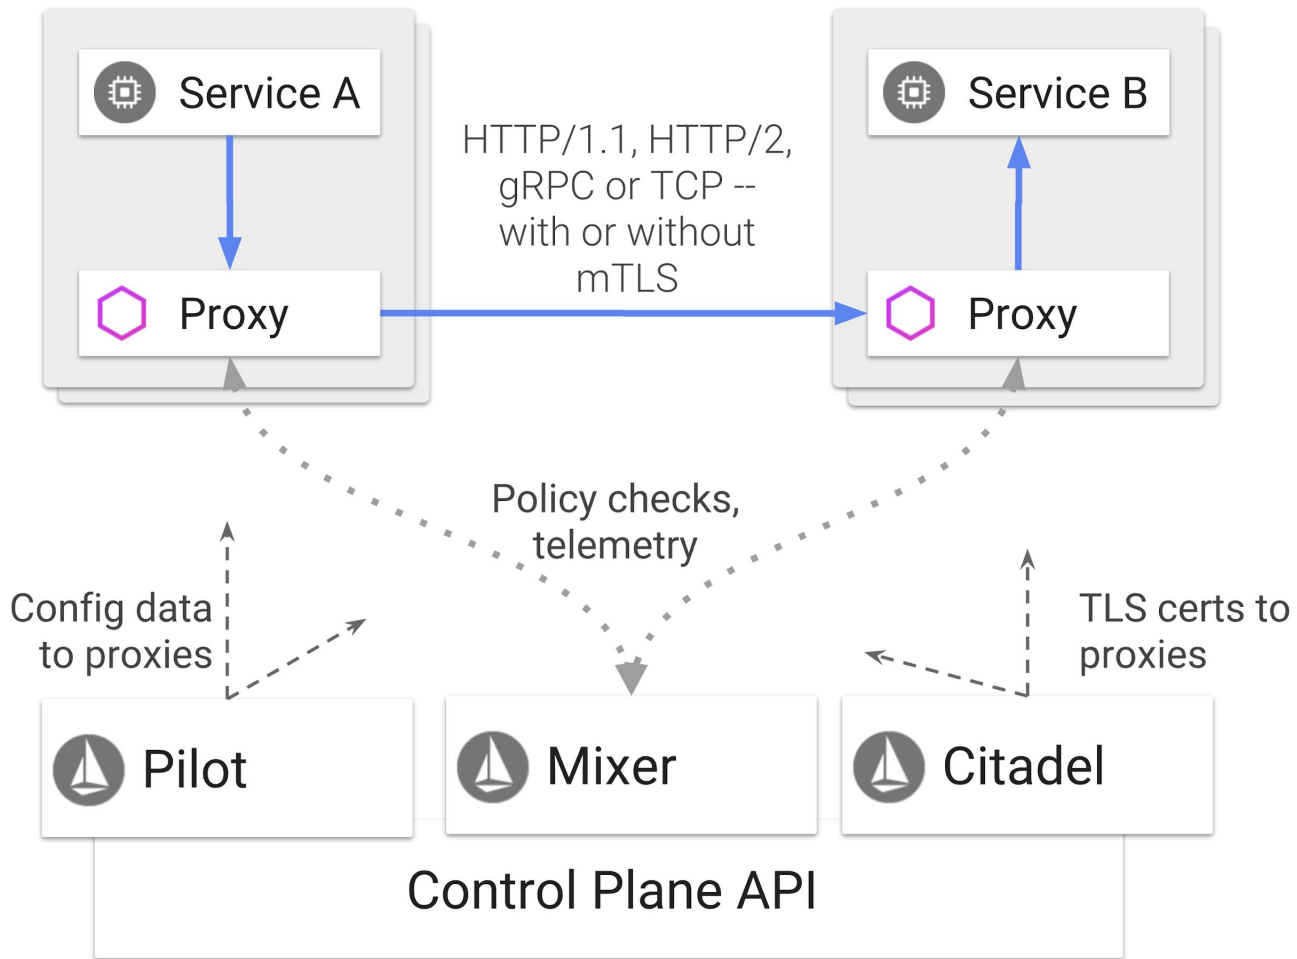 Service A
Service B
HTTP/1.1, HTTP/2,
gRPC or TCP --
with or without
mTLS
Proxy
Proxy
Policy checks,
telemetry
Config data
to proxies
TLS certs to
proxies
Pilot
Mixer
Citadel
Control Plane API